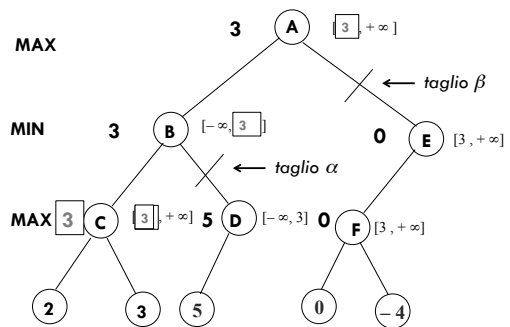 3 A [ 3 , + ∞ ]
MAX
taglio β
MIN 3 B [− ∞, 3 ] 0 E [3 , + ∞]
taglio α
MAX 3 C [ 3 , + ∞ ] 5 D [− ∞, 3] 0 F [3 , + ∞]
2 3 5 0 − 4